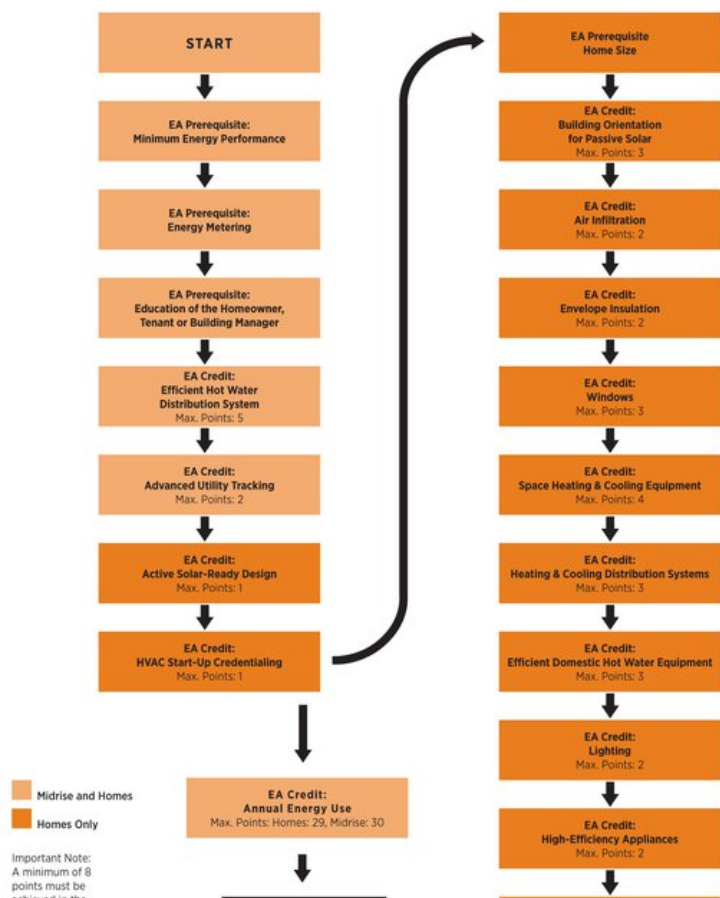 START
EA Prerequisite:
Minimum Energy Performance
EA Prerequisite:
Energy Metering
EA Prerequisite:
Education of the Homeowner,
Tenant or Building Manager
EA Credit:
Efficient Hot Water
Distribution System
Max. Points: 5
EA Credit:
Advanced Utility Tracking
Max. Points: 2
EA Credit:
Active Solar-Ready Design
Max. Points: 1
EA Credit:
HVAC Start-Up Credentialing
Max. Points: 1
EA Credit:
Annual Energy Use
Max. Points: Homes: 29, Midrise: 30
Midrise and Homes
Homes Only
Important Note:
A minimum of 8
points must be
achieved in the
EA Prerequisite
Home Size
EA Credit:
Building Orientation
for Passive Solar
Max. Points: 3
EA Credit:
Air Infiltration
Max. Points: 2
EA Credit:
Envelope Insulation
Max. Points: 2
EA Credit:
Windows
Max. Points: 3
EA Credit:
Space Heating & Cooling Equipment
Max. Points: 4
EA Credit:
Heating & Cooling Distribution Systems
Max. Points: 3
EA Credit:
Efficient Domestic Hot Water Equipment
Max. Points: 3
EA Credit:
Lighting
Max. Points: 2
EA Credit:
High-Efficiency Appliances
Max. Points: 2